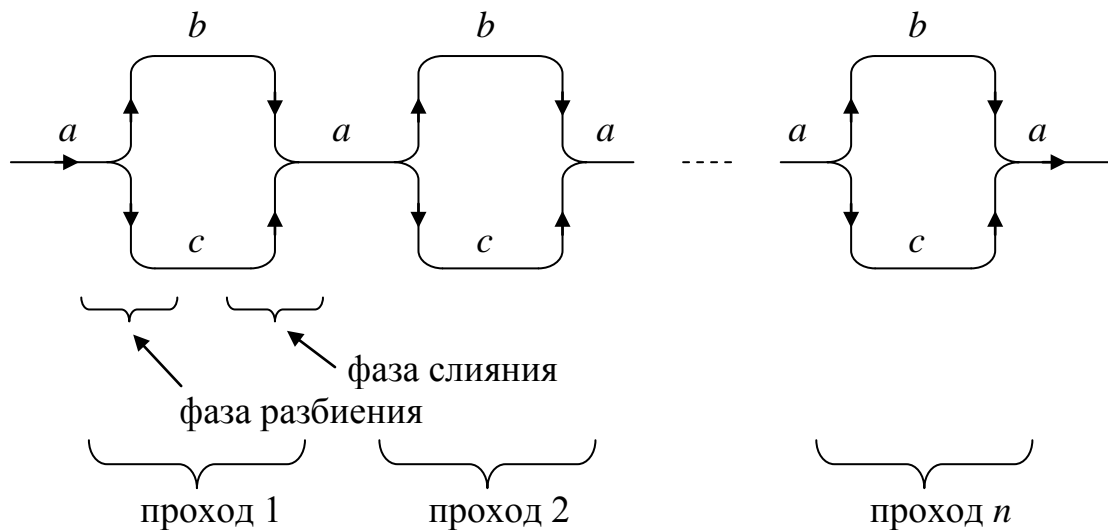 b b b
a a a a a
c c c
фаза слияния
фаза разбиения
проход 1 проход 2 проход n